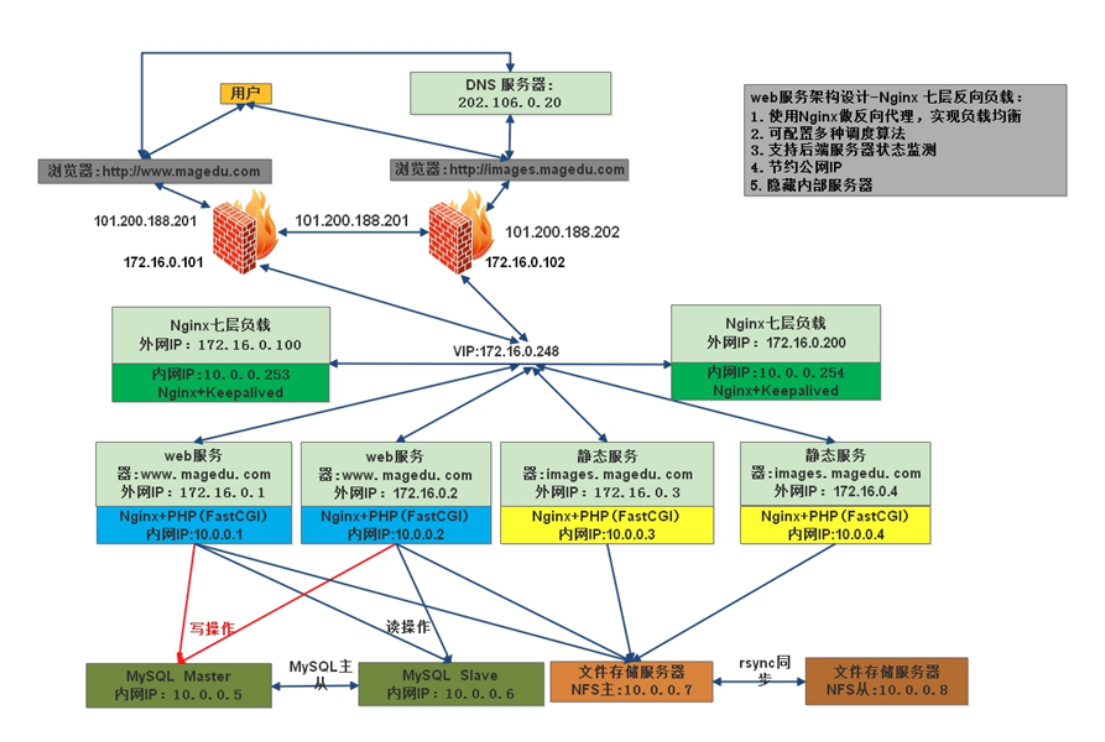 DNS 服务器:
202.106.0.20
用户
web服务架构设计-Nginx 七层反向负载:
1. 使用Nginx做反向代理，实现负载均衡
2. 可配置多种调度算法
3. 支持后端服务器状态监测
4. 节约公网IP
5. 隐藏内部服务器
浏览器:http://www.magedu.com
浏览器:http://images.magedu.com
101.200.188.201
101.200.188.201
101.200.188.202
172.16.0.101
172.16.0.102
Nginx七层负载
外网IP: 172.16.0.100
内网IP:10.0.0.253
Nginx+Keepalived
VIP:172.16.0.248
Nginx七层负载
外网IP: 172.16.0.200
内网IP:10.0.0.254
Nginx+Keepalived
web服务
器:www.magedu.com
外网IP: 172.16.0.1
Nginx+PHP(FastCGI)
内网IP:10.0.0.1
web服务
器:www.magedu.com
外网IP: 172.16.0.2
Nginx+PHP(FastCGI)
内网IP:10.0.0.2
静态服务
器:images.magedu.com
外网IP: 172.16.0.3
Nginx+PHP(FastCGI)
内网IP:10.0.0.3
静态服务
器:images.magedu.com
外网IP: 172.16.0.4
Nginx+PHP(FastCGI)
内网IP:10.0.0.4
写操作
读操作
MySQL Master
内网IP: 10.0.0.5
MySQL主
从
MySQL Slave
内网IP: 10.0.0.6
文件存储服务器
NFS主:10.0.0.7
rsync同
步
文件存储服务器
NFS从:10.0.0.8